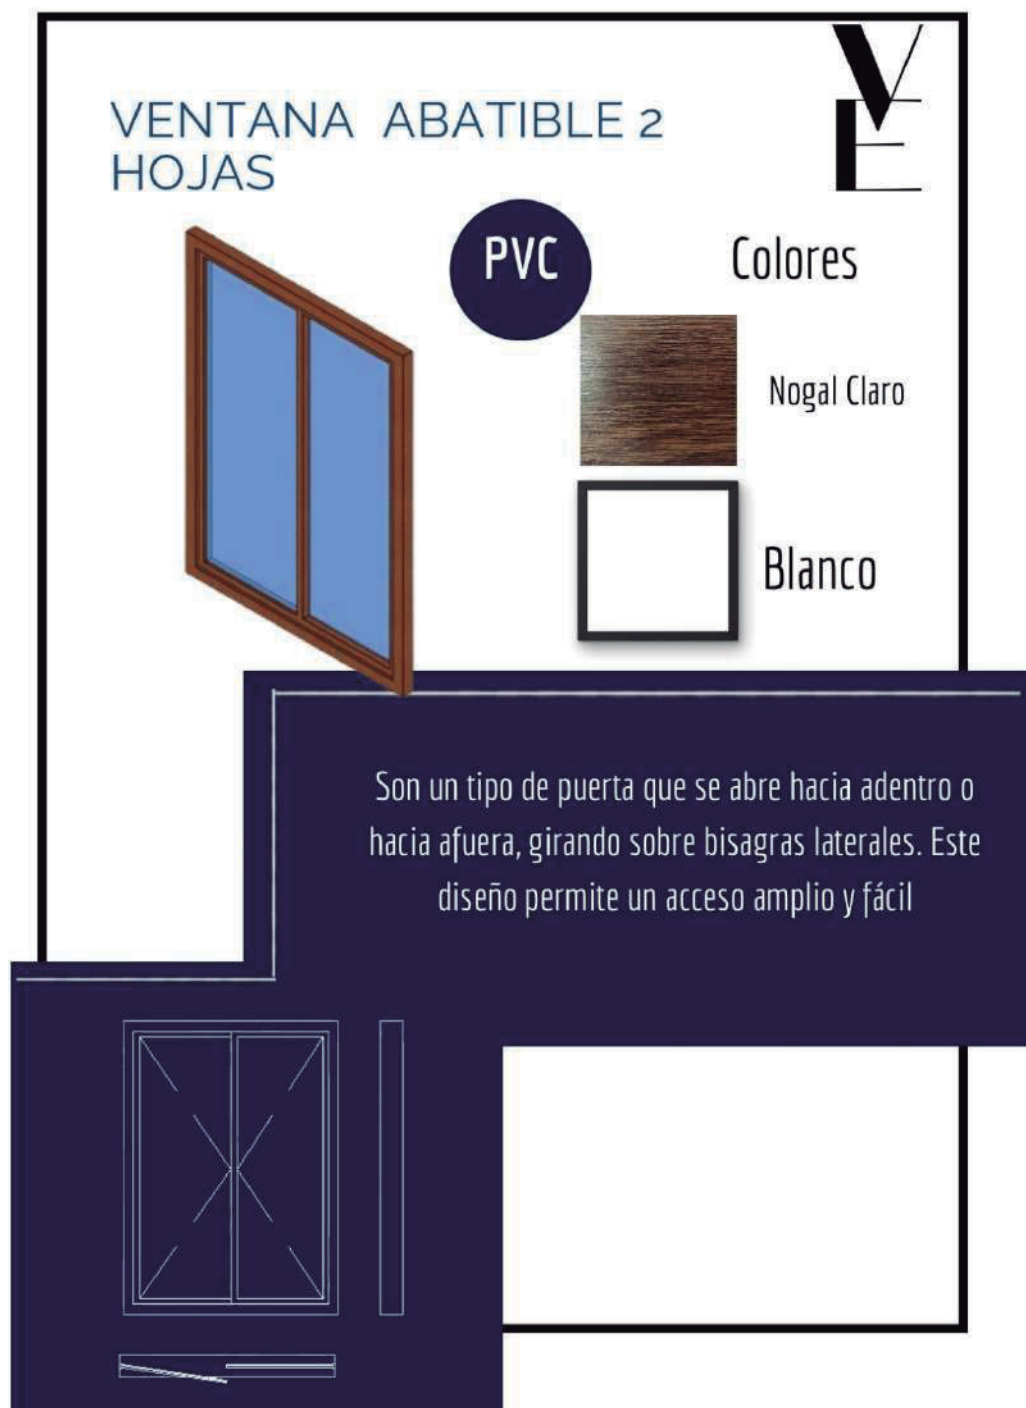 VE
VENTANA ABATIBLE 2
HOJAS
PVC
Colores
Nogal Claro
Blanco
Son un tipo de puerta que se abre hacia adentro o
hacia afuera, girando sobre bisagras laterales. Este
diseño permite un acceso amplio y fácil